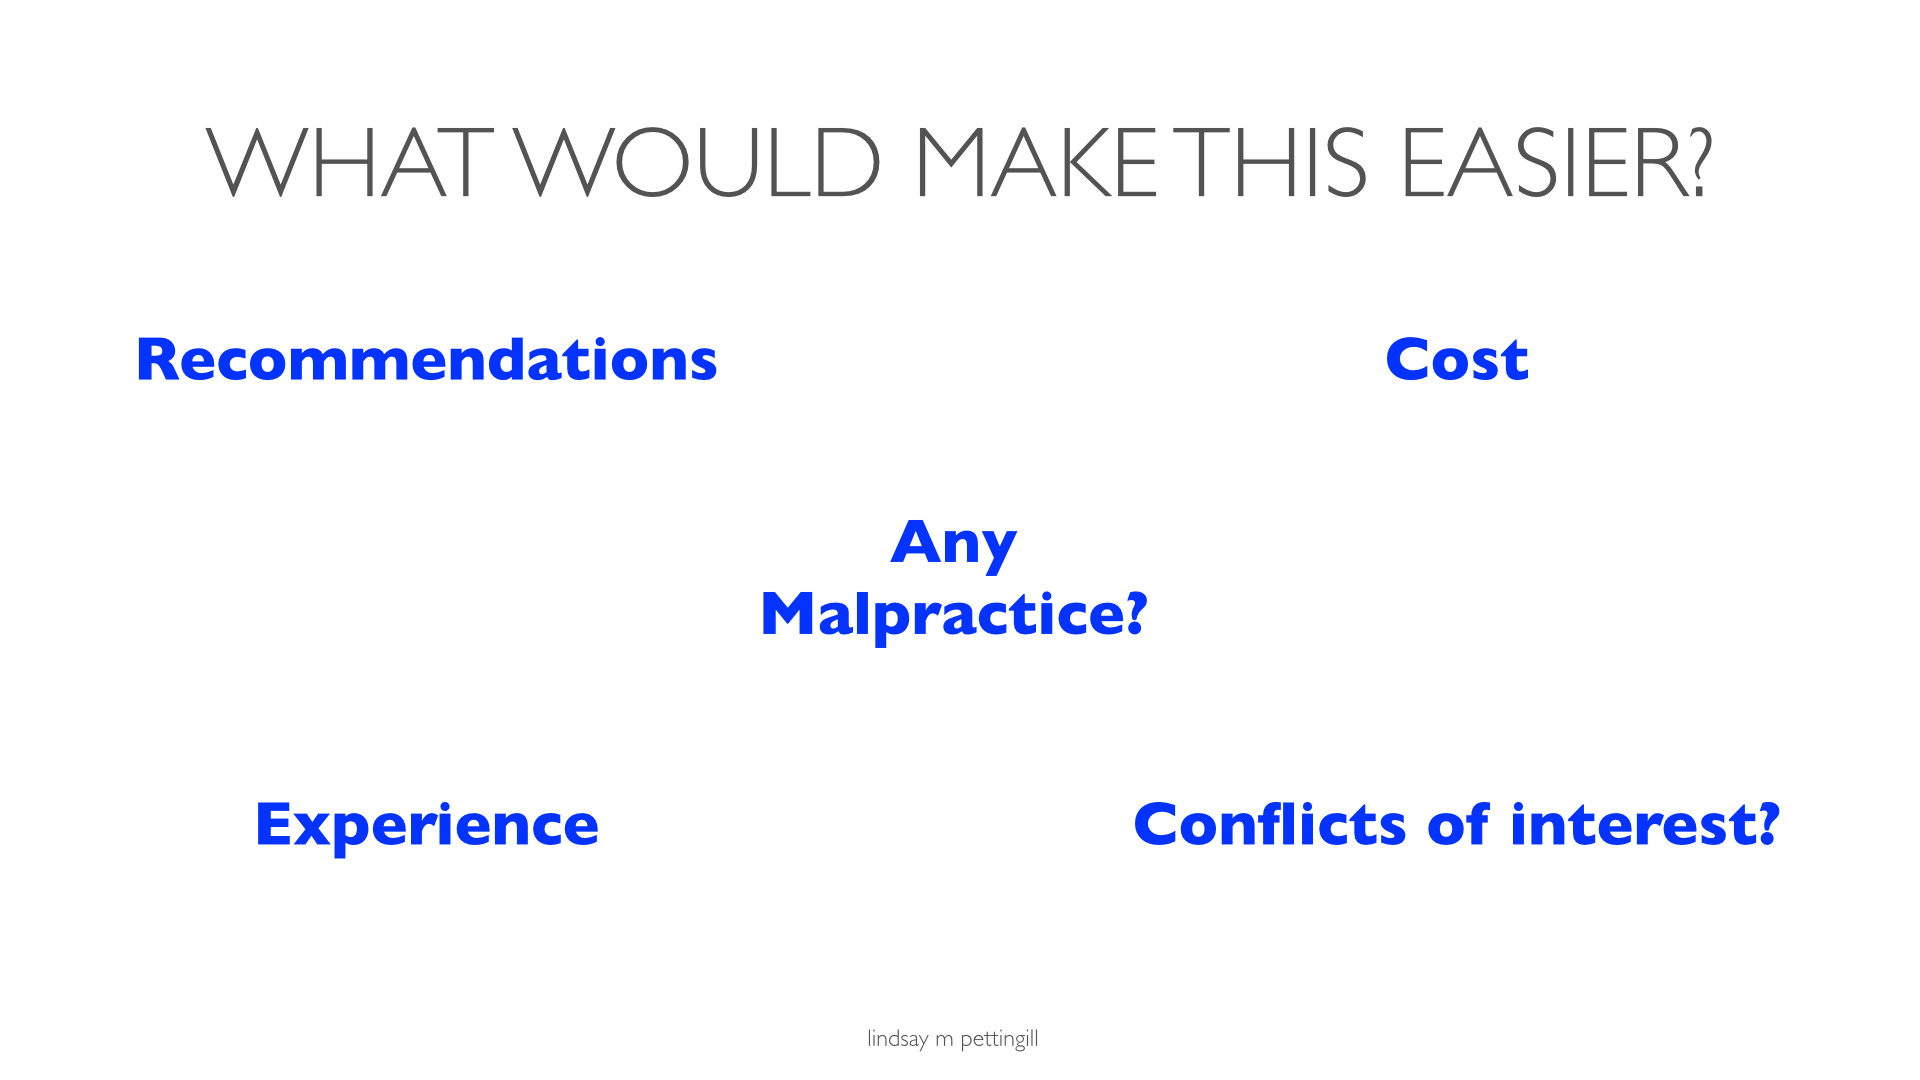 WHAT WOULD MAKE THIS EASIER?
Recommendations
Cost
Any
Malpractice?
Experience
Conflicts of interest?
lindsay m pettingill